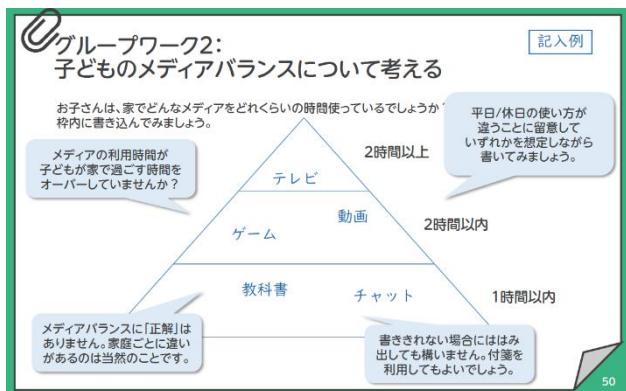 グループワーク2:
子どものメディアバランスについて考える
記入例
お子さんは、家でどんなメディアをどれくらいの時間使っているでしょうか?
枠内に書き込んでみましょう。
平日/休日の使い方が
違うことに留意して
いずれかを想定しながら
書いてみましょう。
メディアの利用時間が
子どもが家で過ごす時間を
オーバーしていませんか?
2時間以上
テレビ
動画
2時間以内
ゲーム
教科書
チャット
1時間以内
メディアバランスに「正解」は
ありません。家庭ごとに違い
があるのは当然のことです。
書ききれない場合にははみ
出しても構いません。付箋を
利用してもよいでしょう。
50